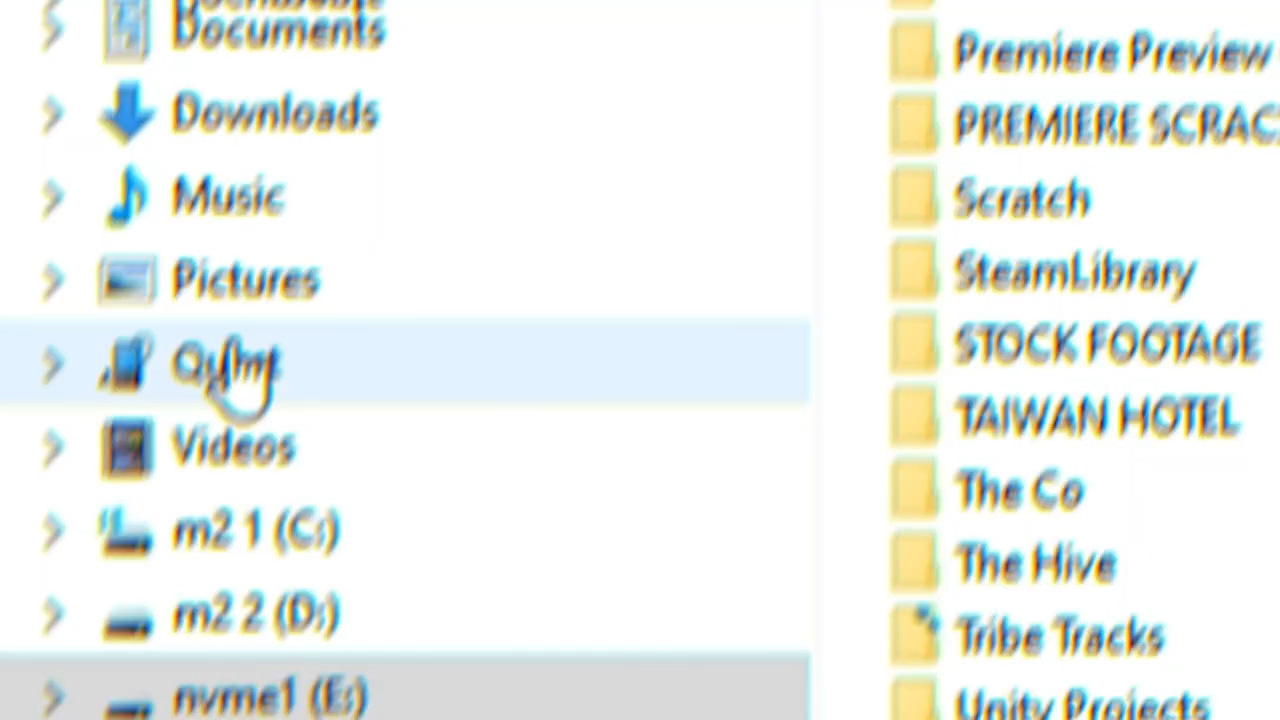 Documents
Downloads
Music
Pictures
Videos
m2 1 (C:)
m2 2 (D:)
nvme1 (E:)
Premiere Preview
PREMIERE
Scratch
SteamLibrary
STOCK FOOTAGE
TAIWAN HOTEL
The Co
The Hive
Tribe Tracks
Unity Projects